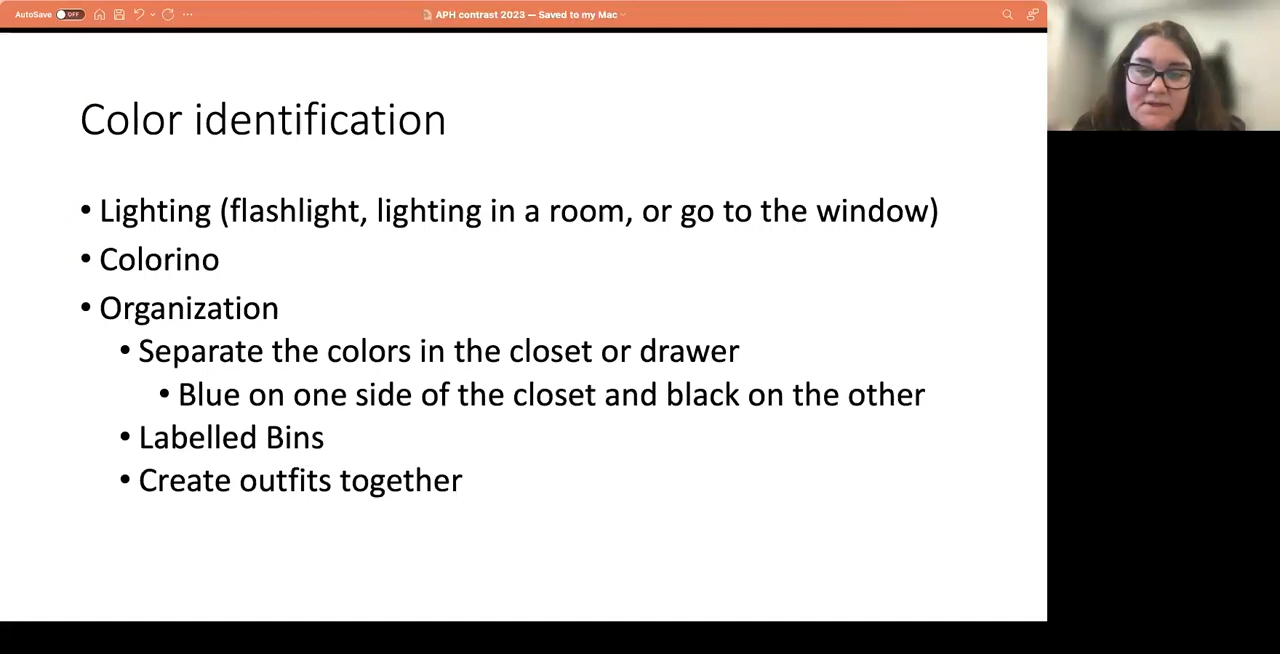 AutoSave OFF
APH contrast 2023 — Saved to my Mac
Color identification
• Lighting (flashlight, lighting in a room, or go to the window)
• Colorino
• Organization
• Separate the colors in the closet or drawer
• Blue on one side of the closet and black on the other
• Labelled Bins
• Create outfits together